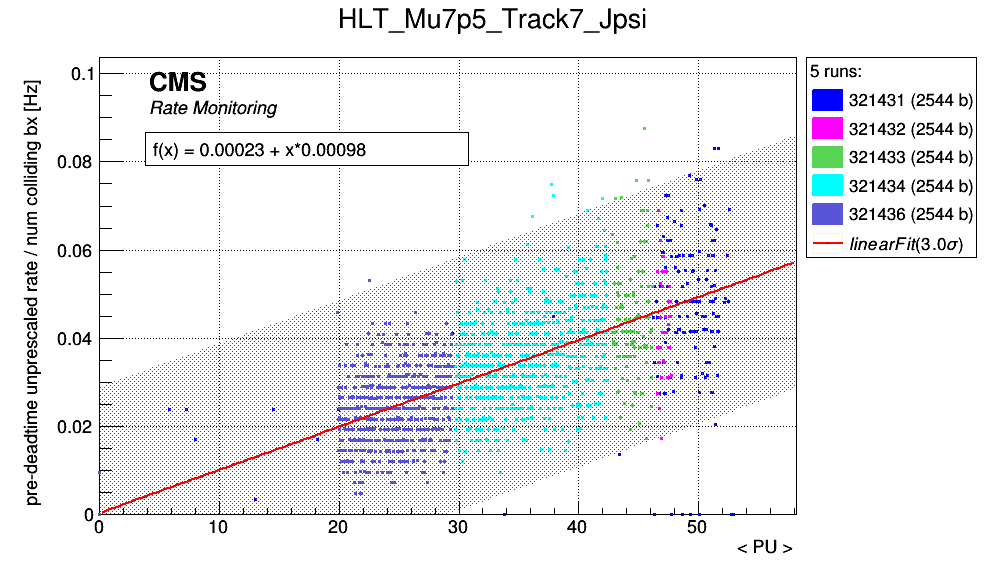 HLT_Mu7p5_Track7_Jpsi
pre-deadtime unprescaled rate / num colliding bx [Hz]
0.1
0.08
0.06
0.04
0.02
0
CMS
Rate Monitoring
f(x) = 0.00023 + x*0.00098
0 10 20 30 40 50
< PU >
5 runs:
321431 (2544 b)
321432 (2544 b)
321433 (2544 b)
321434 (2544 b)
321436 (2544 b)
linearFit(3.0σ)